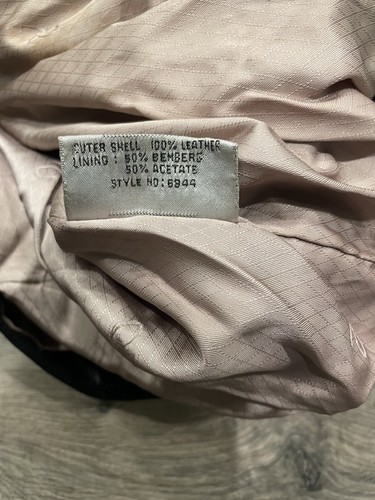 OUTER SHELL 100% LEATHER
LINING : 50% BEMBERG
50% ACETATE
STYLE NO:6944